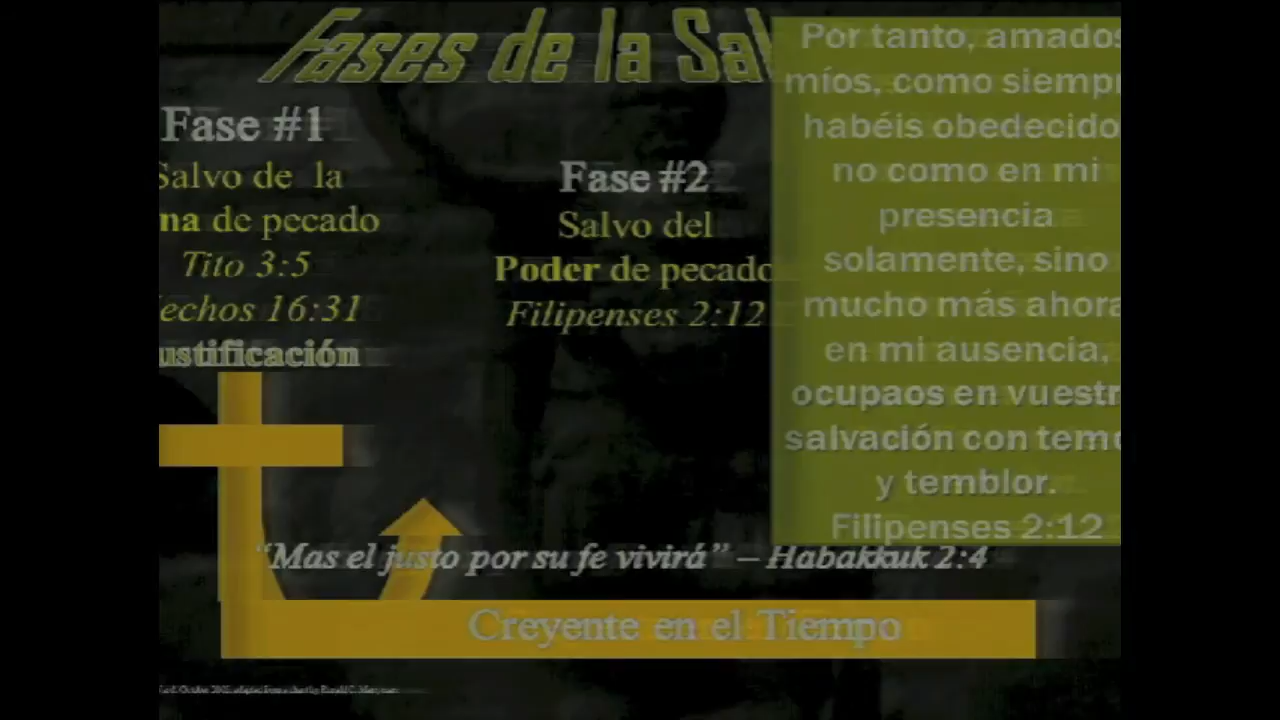 Fases de la Sal
Fase #1
Salvo de la
na de pecado
Tito 3:5
echos 16:31
ustificación
Fase #2
Salvo del
Poder de pecado
Filipenses 2:12
Por tanto, amados
míos, como siempr
habéis obedecido
no como en mi
presencia
solamente, sino
mucho más ahora
en mi ausencia,
ocupaos en vuestr
salvación con temo
y temblor.
Filipenses 2:12
“Mas el justo por su fe vivirá” – Habakkuk 2:4
Creyente en el Tiempo